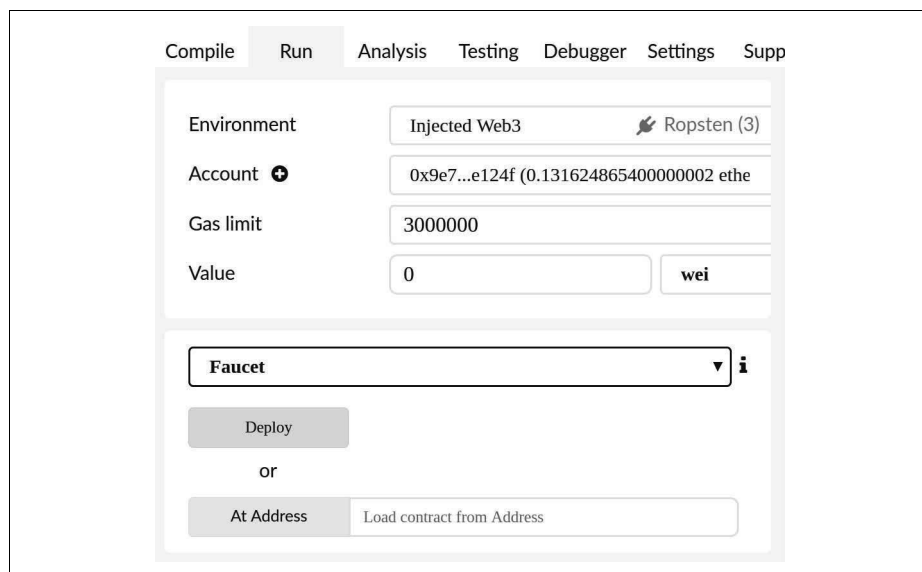 Compile Run Analysis Testing Debugger Settings Supp
Environment Injected Web3 Ropsten (3)
Account 0x9e7...e124f (0.131624865400000002 ethe
Gas limit 3000000
Value 0 wei
Faucet
Deploy
or
At Address Load contract from Address